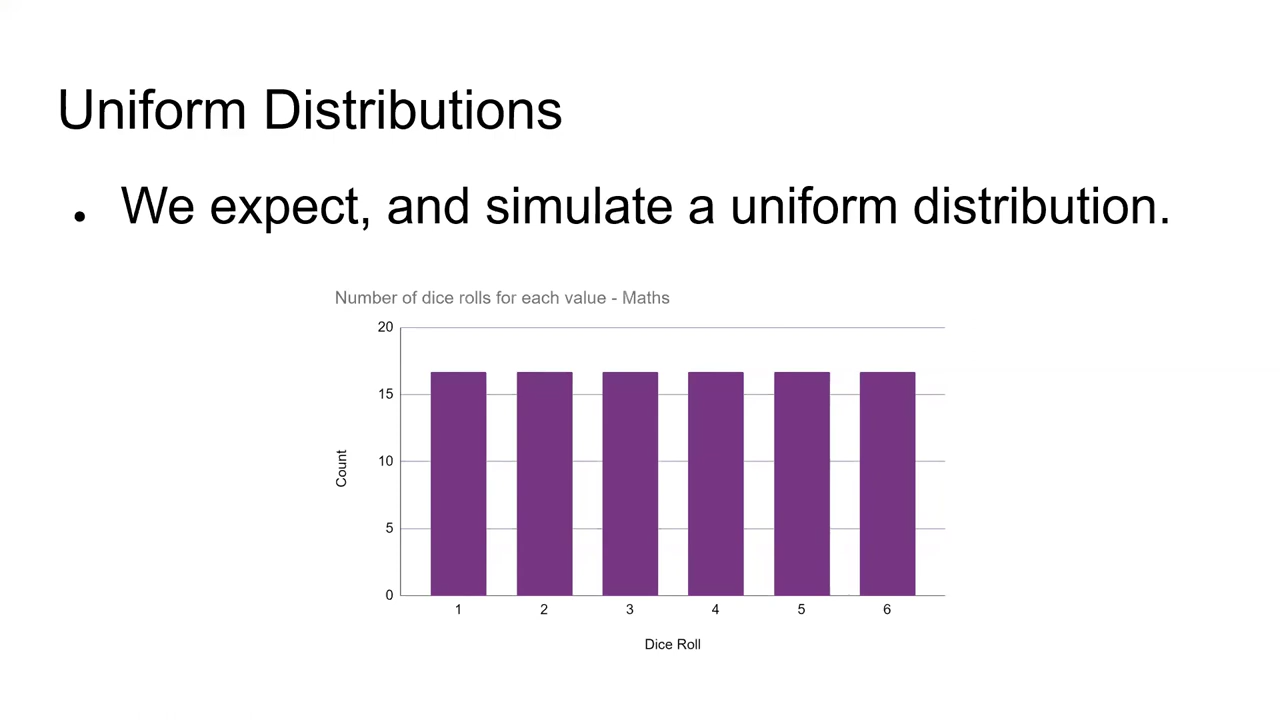 Uniform Distributions
● We expect, and simulate a uniform distribution.
Number of dice rolls for each value - Maths
20
15
10
5
0
Count
1 2 3 4 5 6
Dice Roll